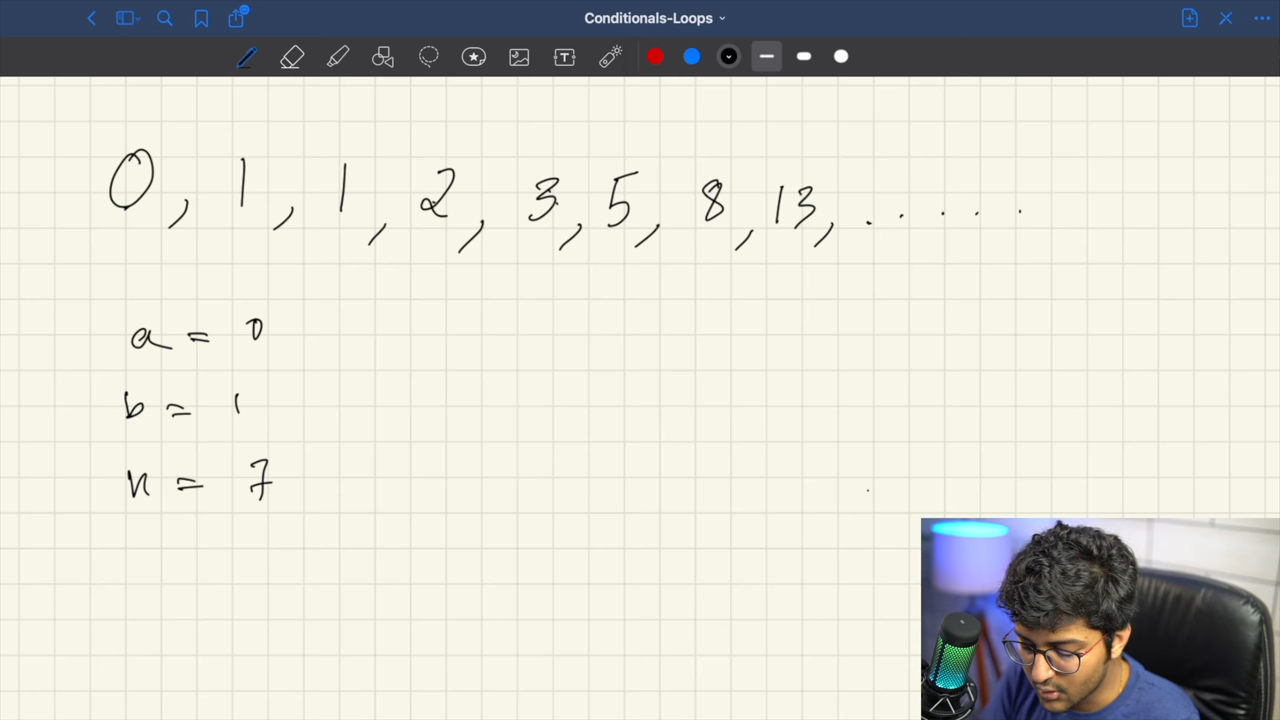 Conditionals-Loops
0, 1, 1, 2, 3, 5, 8, 13, . . . . .
a = 0
b = 1
n = 7